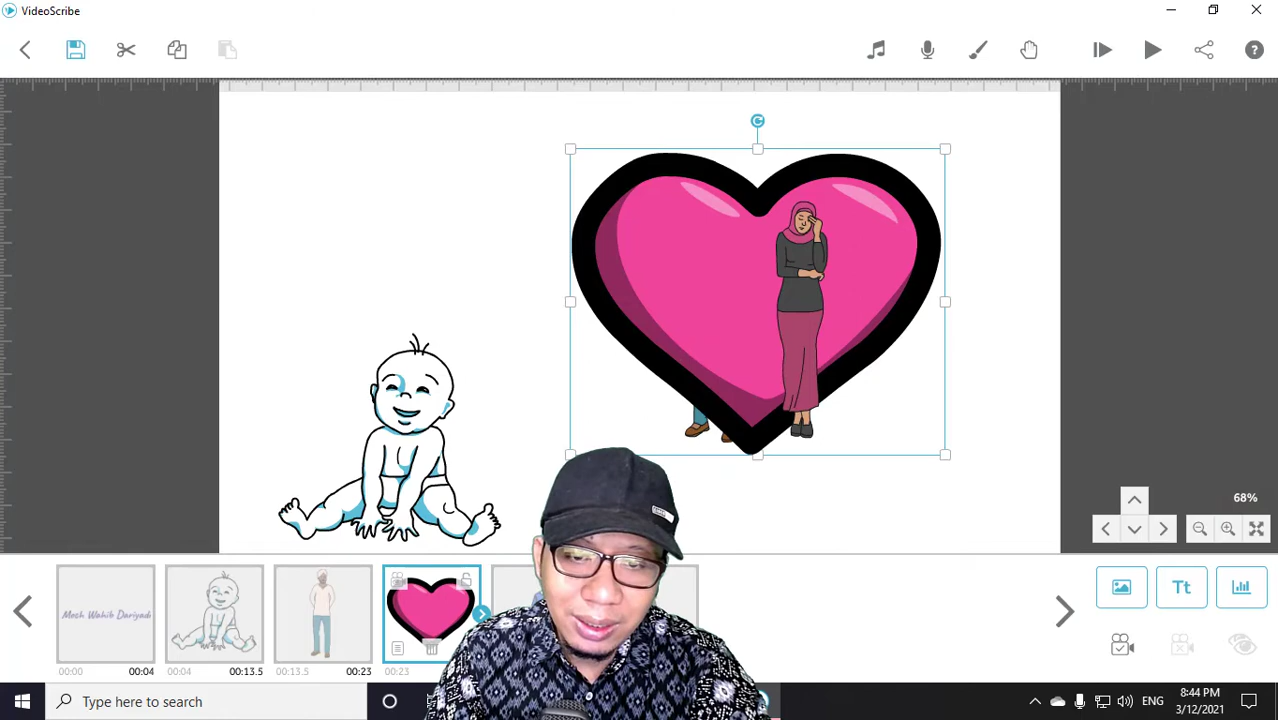 VideoScribe
68%
Tt
Moch Wahib Dariyadi
00:00
00:04
00:04
00:13.5
00:13.5
00:23
00:23
Type here to search
ENG
8:44 PM
3/12/2021